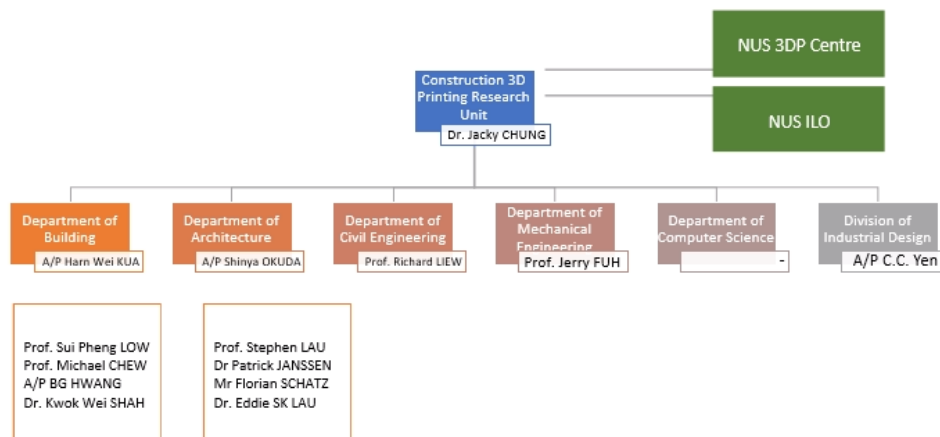 NUS 3DP Centre
Construction 3D
Printing Research
Unit
Dr. Jacky CHUNG
NUS ILO
Department of
Building
A/P Harn Wei KUA
Department of
Architecture
A/P Shinya OKUDA
Department of
Civil Engineering
Prof. Richard LIEW
Department of
Mechanical
Engineering
Prof. Jerry FUH
Department of
Computer Science
-
Division of
Industrial Design
A/P C.C. Yen
Prof. Sui Pheng LOW
Prof. Michael CHEW
A/P BG HWANG
Dr. Kwok Wei SHAH
Prof. Stephen LAU
Dr Patrick JANSSEN
Mr Florian SCHATZ
Dr. Eddie SK LAU